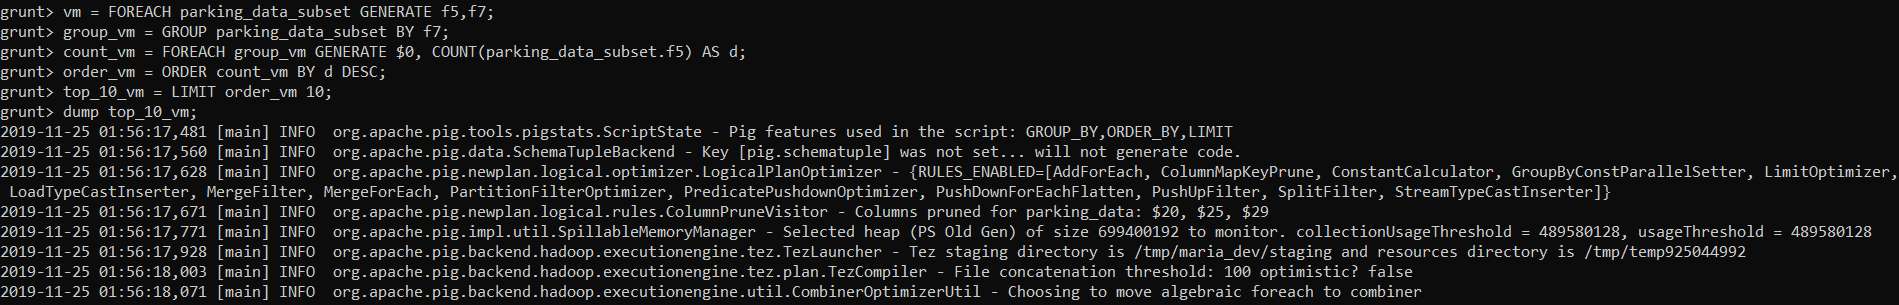 grunt> vm = FOREACH parking_data_subset GENERATE f5,f7;
grunt> group_vm = GROUP parking_data_subset BY f7;
grunt> count_vm = FOREACH group_vm GENERATE $0, COUNT(parking_data_subset.f5) AS d;
grunt> order_vm = ORDER count_vm BY d DESC;
grunt> top_10_vm = LIMIT order_vm 10;
grunt> dump top_10_vm;
2019-11-25 01:56:17,481 [main] INFO  org.apache.pig.tools.pigstats.ScriptState - Pig features used in the script: GROUP_BY,ORDER_BY,LIMIT
2019-11-25 01:56:17,560 [main] INFO  org.apache.pig.data.SchemaTupleBackend - Key [pig.schematuple] was not set... will not generate code.
2019-11-25 01:56:17,628 [main] INFO  org.apache.pig.newplan.logical.optimizer.LogicalPlanOptimizer - {RULES_ENABLED=[AddForEach, ColumnMapKeyPrune, ConstantCalculator, GroupByConstParallelSetter, LimitOptimizer,
 LoadTypeCastInserter, MergeFilter, MergeForEach, PartitionFilterOptimizer, PredicatePushdownOptimizer, PushDownForEachFlatten, PushUpFilter, SplitFilter, StreamTypeCastInserter]}
2019-11-25 01:56:17,671 [main] INFO  org.apache.pig.newplan.logical.rules.ColumnPruneVisitor - Columns pruned for parking_data: $20, $25, $29
2019-11-25 01:56:17,771 [main] INFO  org.apache.pig.impl.util.SpillableMemoryManager - Selected heap (PS Old Gen) of size 699400192 to monitor. collectionUsageThreshold = 489580128, usageThreshold = 489580128
2019-11-25 01:56:17,928 [main] INFO  org.apache.pig.backend.hadoop.executionengine.tez.TezLauncher - Tez staging directory is /tmp/maria_dev/staging and resources directory is /tmp/temp925044992
2019-11-25 01:56:18,003 [main] INFO  org.apache.pig.backend.hadoop.executionengine.tez.plan.TezCompiler - File concatenation threshold: 100 optimistic? false
2019-11-25 01:56:18,071 [main] INFO  org.apache.pig.backend.hadoop.executionengine.util.CombinerOptimizerUtil - Choosing to move algebraic foreach to combiner